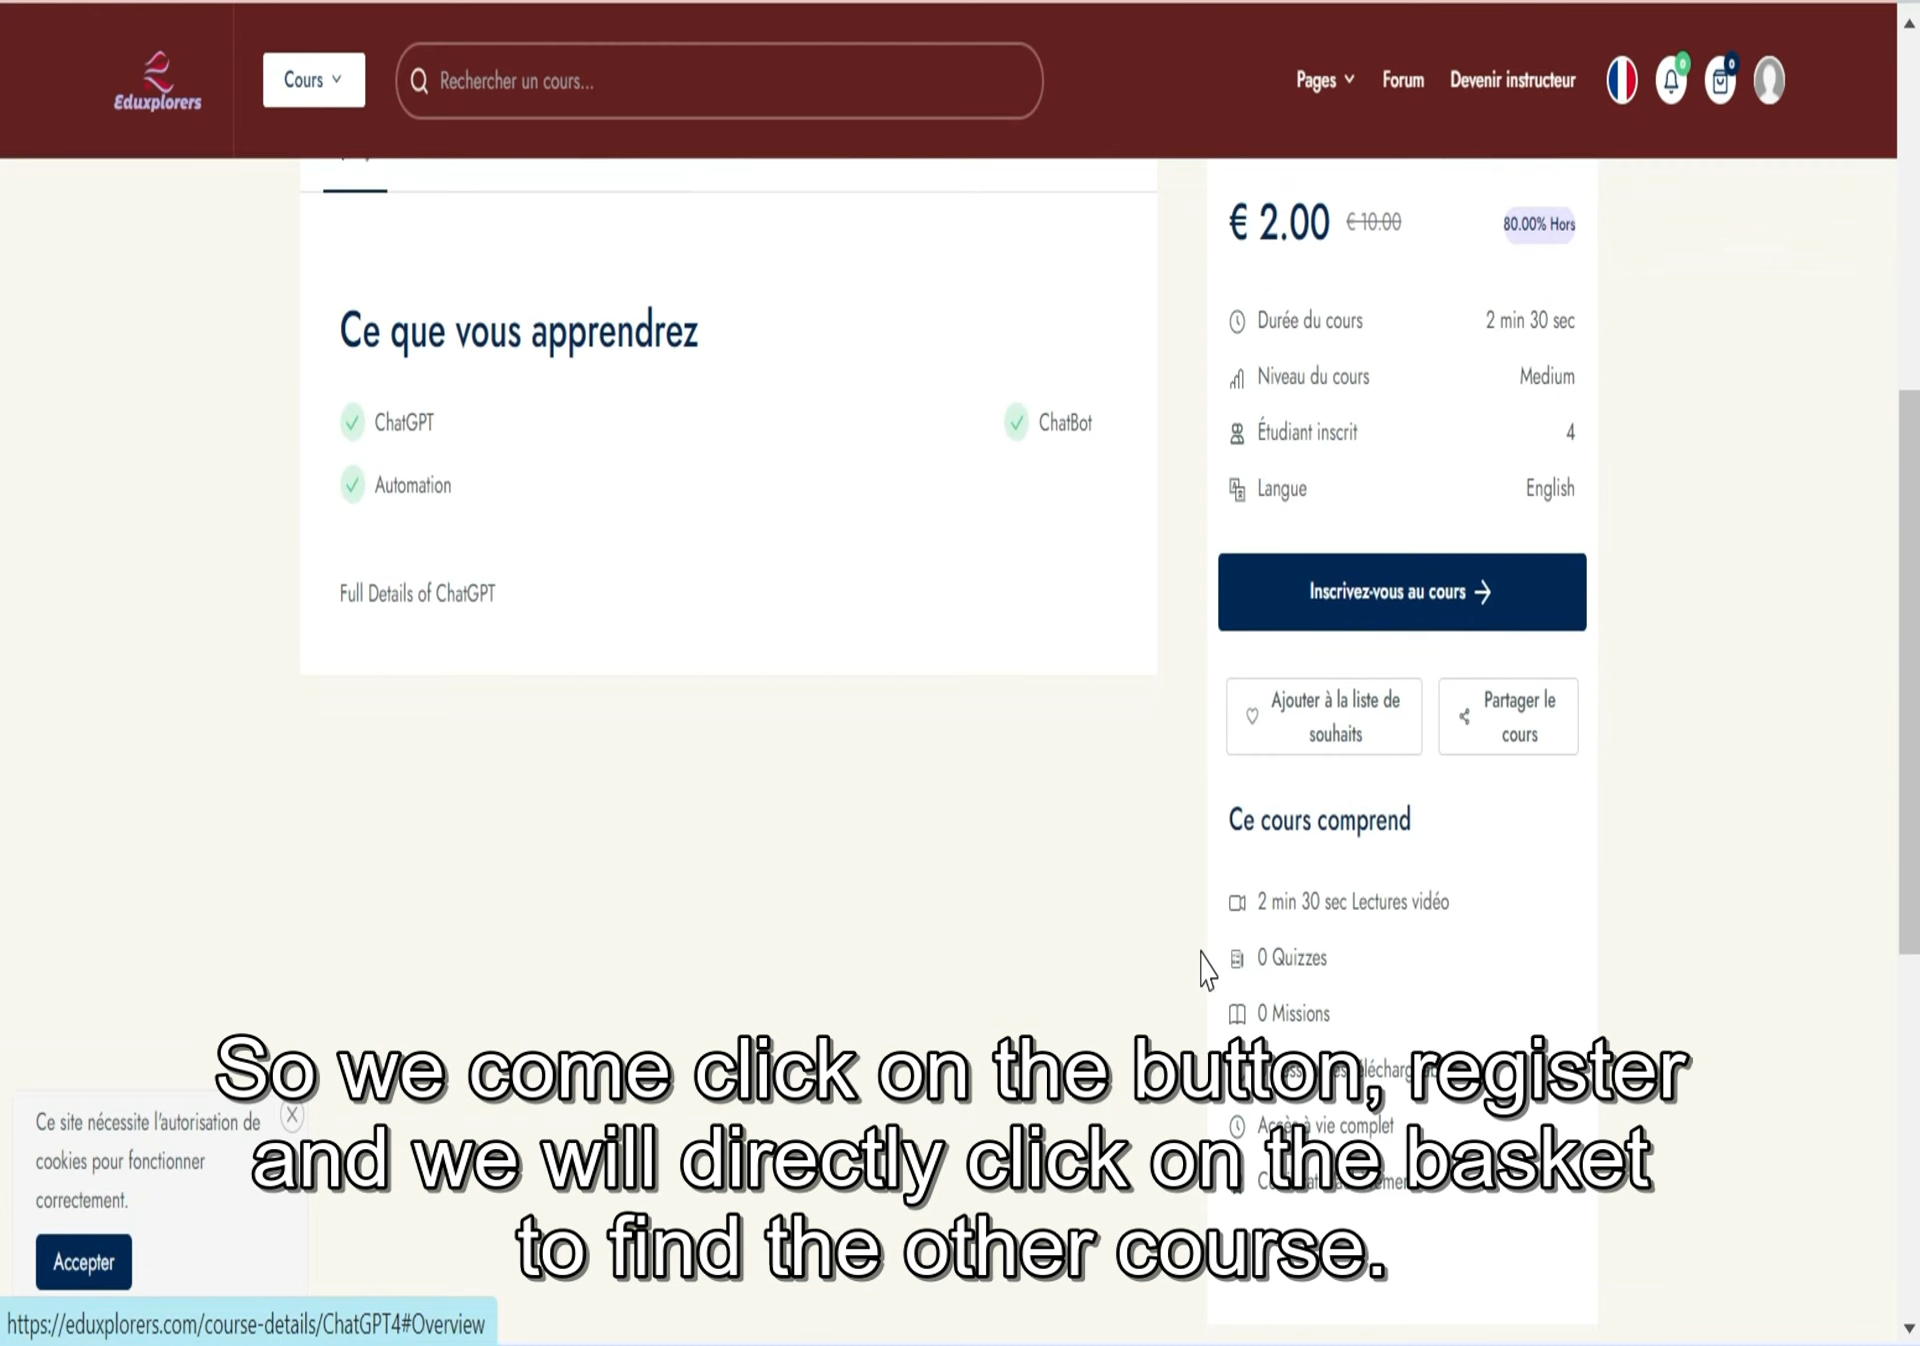 Eduxplorers
Cours
Rechercher un cours...
Pages
Forum
Devenir instructeur
0
0
€ 2.00
€ 10.00
80.00% Hors
Ce que vous apprendrez
ChatGPT
ChatBot
Automation
Full Details of ChatGPT
Durée du cours
2 min 30 sec
Niveau du cours
Medium
Étudiant inscrit
4
Langue
English
Inscrivez-vous au cours
Ajouter à la liste de
souhaits
Partager le
cours
Ce cours comprend
2 min 30 sec Lectures vidéo
0 Quizzes
0 Missions
Accès à vie complet
So we come click on the button, register
and we will directly click on the basket
to find the other course.
Ce site nécessite l'autorisation de
cookies pour fonctionner
correctement.
Accepter
https://eduxplorers.com/course-details/ChatGPT4#Overview